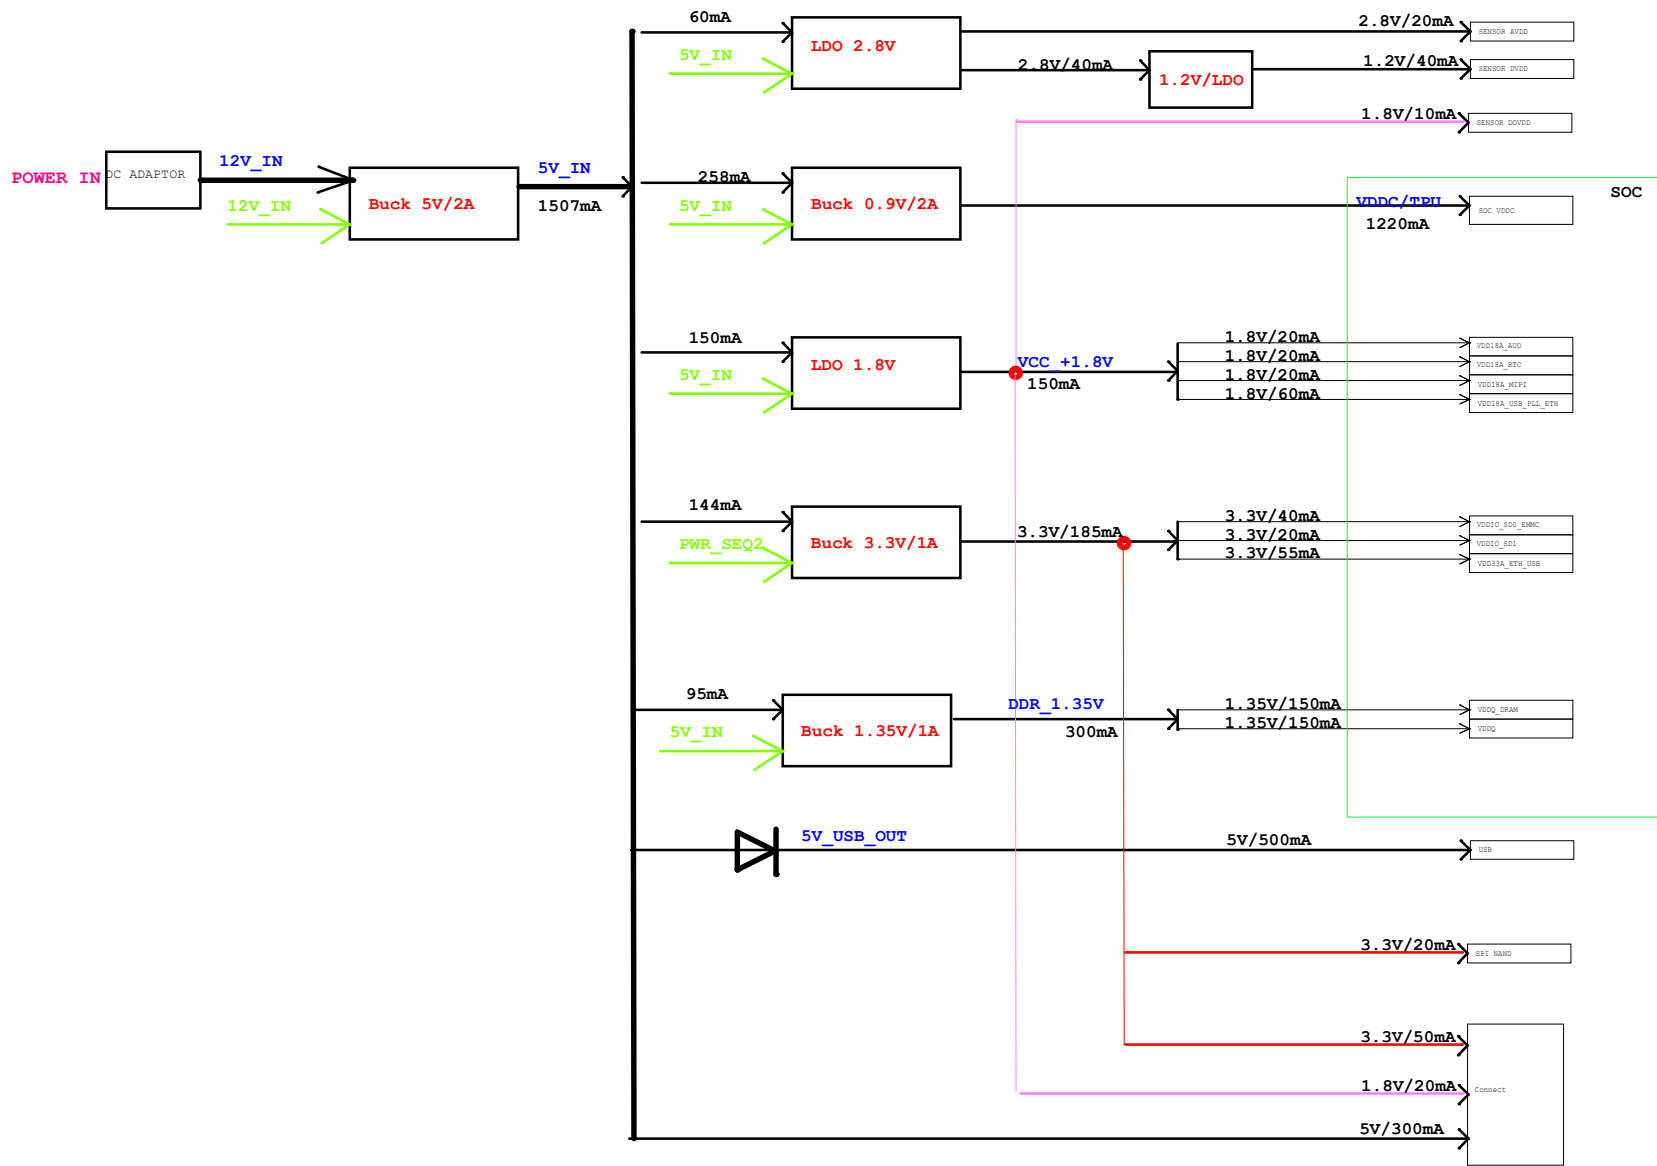 60mA
2.8V/20mA
SENSOR AVDD
LDO 2.8V
5V_IN
2.8V/40mA
1.2V/LDO
1.2V/40mA
SENSOR DVDD
1.8V/10mA
SENSOR DOVDD
POWER IN
DC ADAPTOR
12V_IN
12V_IN
Buck 5V/2A
5V_IN
1507mA
258mA
5V_IN
Buck 0.9V/2A
VDDC/TPU
1220mA
SOC VDDC
SOC
150mA
5V_IN
LDO 1.8V
VCC_+1.8V
150mA
1.8V/20mA
VDD18A_AUO
1.8V/20mA
VDD18A_RTC
1.8V/20mA
VDD18A_MIPI
1.8V/60mA
VDD18A_USB_PLL_ETH
144mA
PWR_SEQ2
Buck 3.3V/1A
3.3V/185mA
3.3V/40mA
VDDIO_SD0_EMMC
3.3V/20mA
VDDIO_SD1
3.3V/55mA
VDD33A_ETH_USB
95mA
5V_IN
Buck 1.35V/1A
DDR_1.35V
300mA
1.35V/150mA
VDDQ_DRAM
1.35V/150mA
VDDQ
5V_USB_OUT
5V/500mA
USB
3.3V/20mA
SPI NAND
3.3V/50mA
1.8V/20mA
Connect
5V/300mA